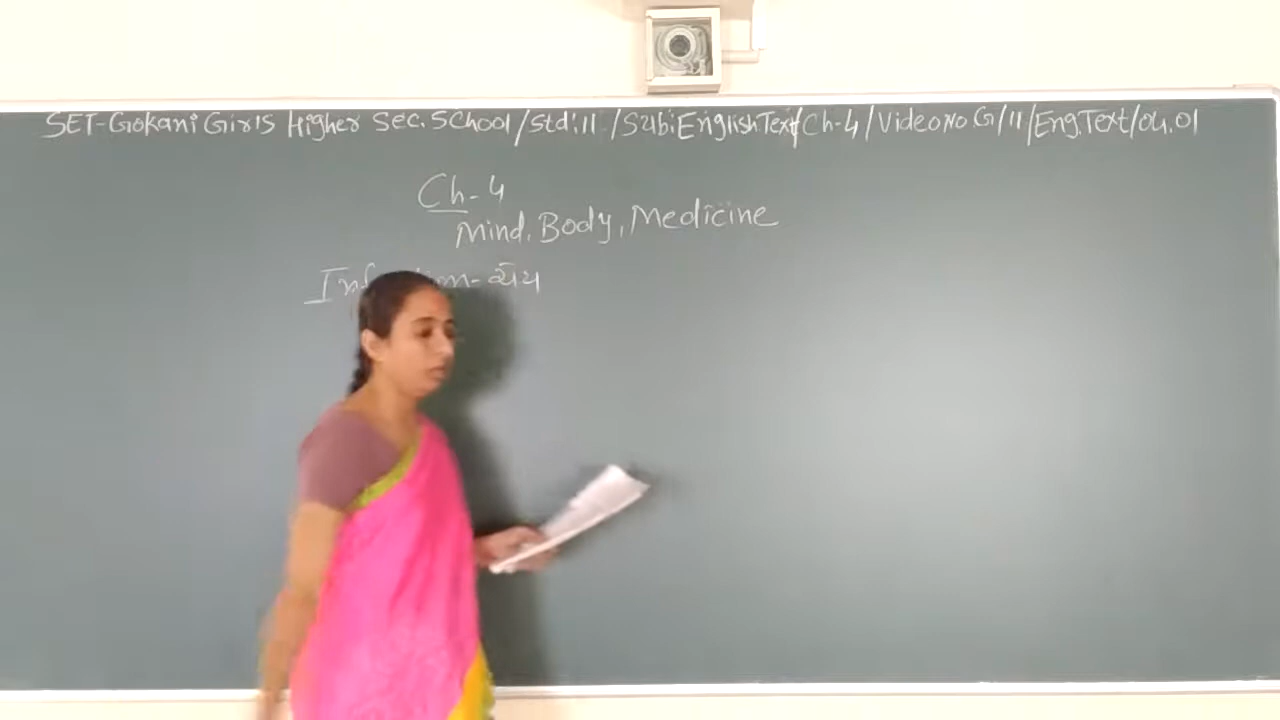 SET-Gokani Girls Higher Sec. School/Std:11/Sub:English Text/Ch-4/Video No. G/11/Eng.Text/04.01
Ch-4
Mind, Body, Medicine